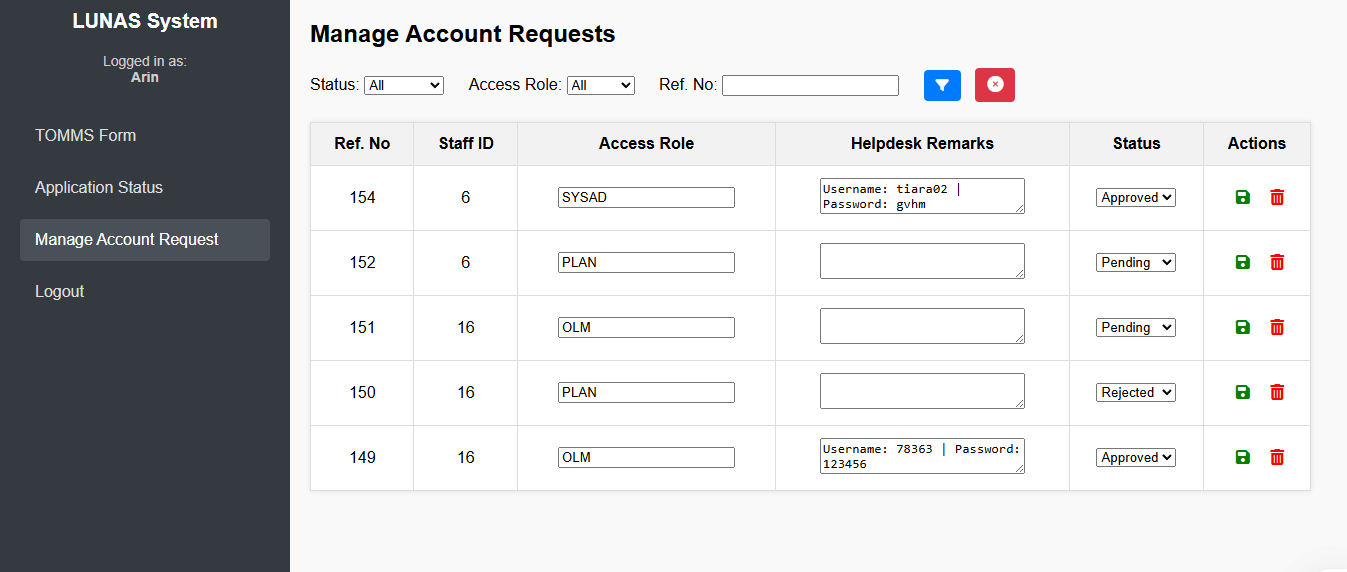 LUNAS System
Logged in as:
Arin
TOMMS Form
Application Status
Manage Account Request
Logout
Manage Account Requests
Status: All Access Role: All Ref. No:
Ref. No Staff ID Access Role Helpdesk Remarks Status Actions
154 6 SYSAD Username: tiara02 | Approved
Password: gvhm
152 6 PLAN Pending
151 16 OLM Pending
150 16 PLAN Rejected
149 16 OLM Username: 78363 | Password: Approved
123456